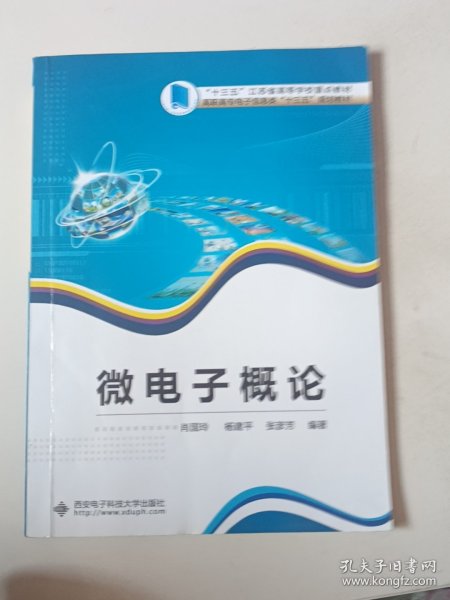 “十三五”江苏省高等学校重点教材
高职高专电子信息类“十三五”规划教材
微电子概论
肖国玲 杨建平 张彦芳 编著
西安电子科技大学出版社
http://www.xduph.com
孔夫子旧书网
www.kongfz.com